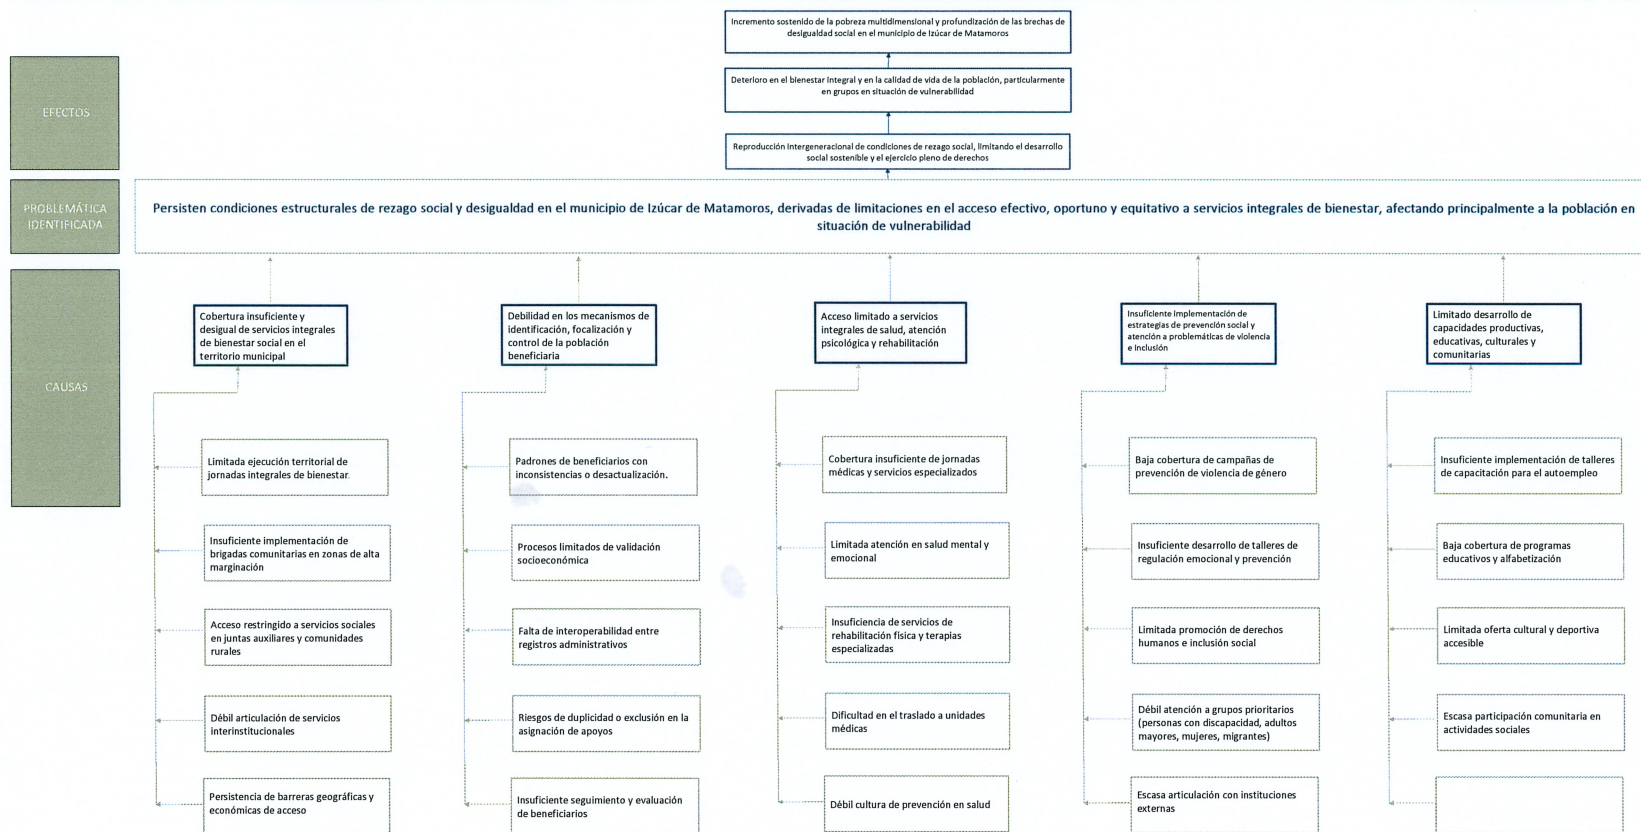 Incremento sostenido de la pobreza multidimensional y profundización de las brechas de
desigualdad social en el municipio de Izúcar de Matamoros
EFECTOS
Deterioro en el bienestar integral y en la calidad de vida de la población, particularmente
en grupos en situación de vulnerabilidad
Reproducción intergeneracional de condiciones de rezago social, limitando el desarrollo
social sostenible y el ejercicio pleno de derechos
PROBLEMÁTICA
IDENTIFICADA
Persisten condiciones estructurales de rezago social y desigualdad en el municipio de Izúcar de Matamoros, derivadas de limitaciones en el acceso efectivo, oportuno y equitativo a servicios integrales de bienestar, afectando principalmente a la población en
situación de vulnerabilidad
CAUSAS
Cobertura insuficiente y
desigual de servicios integrales
de bienestar social en el
territorio municipal
Limitada ejecución territorial de
jornadas integrales de bienestar.
Insuficiente implementación de
brigadas comunitarias en zonas de alta
marginación
Acceso restringido a servicios sociales
en juntas auxiliares y comunidades
rurales
Débil articulación de servicios
interinstitucionales
Persistencia de barreras geográficas y
económicas de acceso
Debilidad en los mecanismos de
identificación, focalización y
control de la población
beneficiaria
Padrones de beneficiarios con
inconsistencias o desactualización.
Procesos limitados de validación
socioeconómica
Falta de interoperabilidad entre
registros administrativos
Riesgos de duplicidad o exclusión en la
asignación de apoyos
Insuficiente seguimiento y evaluación
de beneficiarios
Acceso limitado a servicios
integrales de salud, atención
psicológica y rehabilitación
Cobertura insuficiente de jornadas
médicas y servicios especializados
Limitada atención en salud mental y
emocional
Insuficiencia de servicios de
rehabilitación física y terapias
especializadas
Dificultad en el traslado a unidades
médicas
Débil cultura de prevención en salud
Insuficiente implementación de
estrategias de prevención social y
atención a problemáticas de violencia
e inclusión
Baja cobertura de campañas de
prevención de violencia de género
Insuficiente desarrollo de talleres de
regulación emocional y prevención
Limitada promoción de derechos
humanos e inclusión social
Débil atención a grupos prioritarios
(personas con discapacidad, adultos
mayores, mujeres, migrantes)
Escasa articulación con instituciones
externas
Limitado desarrollo de
capacidades productivas,
educativas, culturales y
comunitarias
Insuficiente implementación de talleres
de capacitación para el autoempleo
Baja cobertura de programas
educativos y alfabetización
Limitada oferta cultural y deportiva
accesible
Escasa participación comunitaria en
actividades sociales